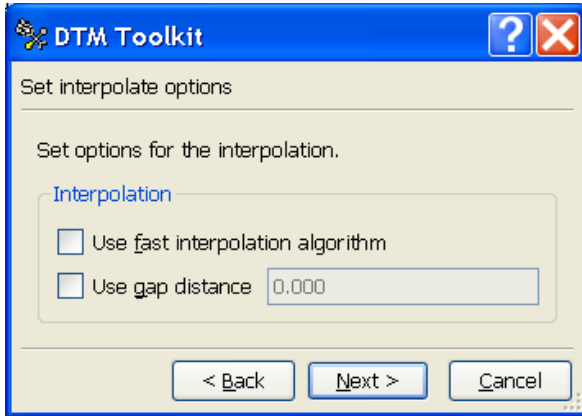 DTM Toolkit
Set interpolate options
Set options for the interpolation.
Interpolation
Use fast interpolation algorithm
Use gap distance 0.000
< Back Next > Cancel